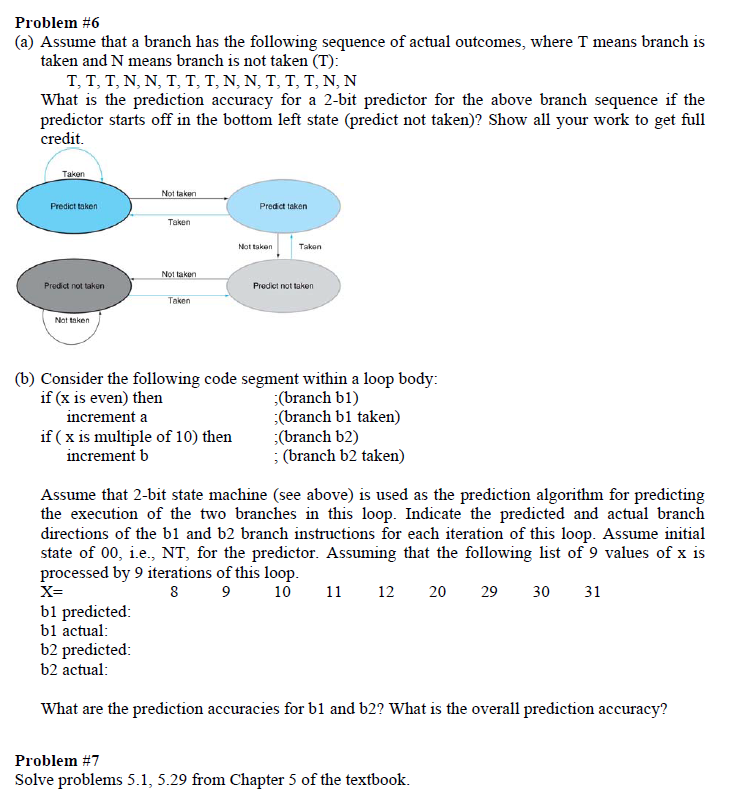 Problem #6
(a) Assume that a branch has the following sequence of actual outcomes, where T means branch is
taken and N means branch is not taken (T):
T, T, T, N, N, T, T, T, N, N, T, T, T, N, N
What is the prediction accuracy for a 2-bit predictor for the above branch sequence if the
predictor starts off in the bottom left state (predict not taken)? Show all your work to get full
credit.
Taken
Predict taken
Not taken
Taken
Predict taken
Not taken
Taken
Predict not taken
Not taken
Taken
Predict not taken
Not taken
(b) Consider the following code segment within a loop body:
if (x is even) then ;(branch b1)
increment a ;(branch b1 taken)
if ( x is multiple of 10) then ;(branch b2)
increment b ; (branch b2 taken)
Assume that 2-bit state machine (see above) is used as the prediction algorithm for predicting
the execution of the two branches in this loop. Indicate the predicted and actual branch
directions of the b1 and b2 branch instructions for each iteration of this loop. Assume initial
state of 00, i.e., NT, for the predictor. Assuming that the following list of 9 values of x is
processed by 9 iterations of this loop.
X= 8 9 10 11 12 20 29 30 31
b1 predicted:
b1 actual:
b2 predicted:
b2 actual:
What are the prediction accuracies for b1 and b2? What is the overall prediction accuracy?
Problem #7
Solve problems 5.1, 5.29 from Chapter 5 of the textbook.